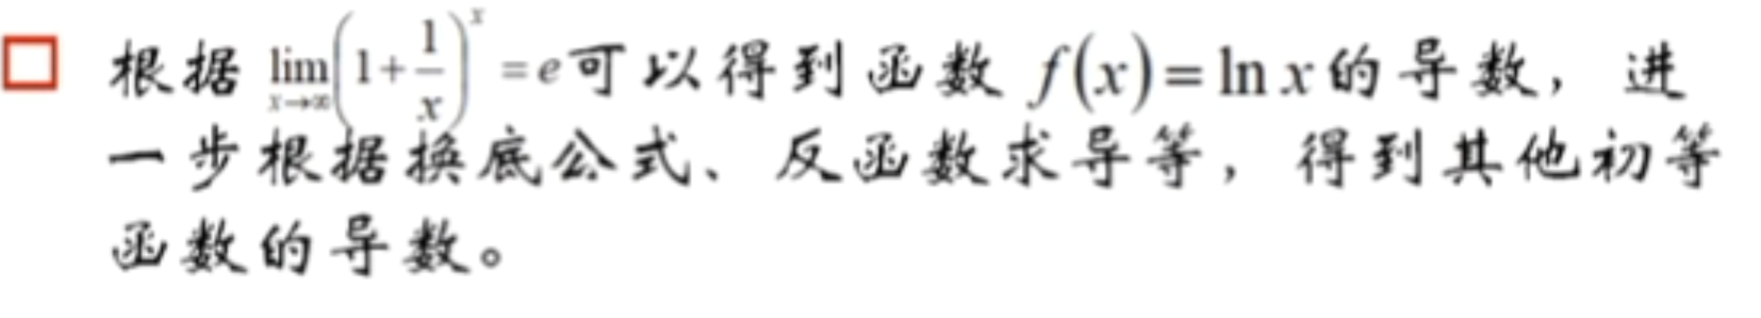 根据 lim x→∞ (1+1/x)^x = e可以得到函数 f(x)=ln x的导数，进
一步根据换底公式、反函数求导等，得到其他初等
函数的导数。